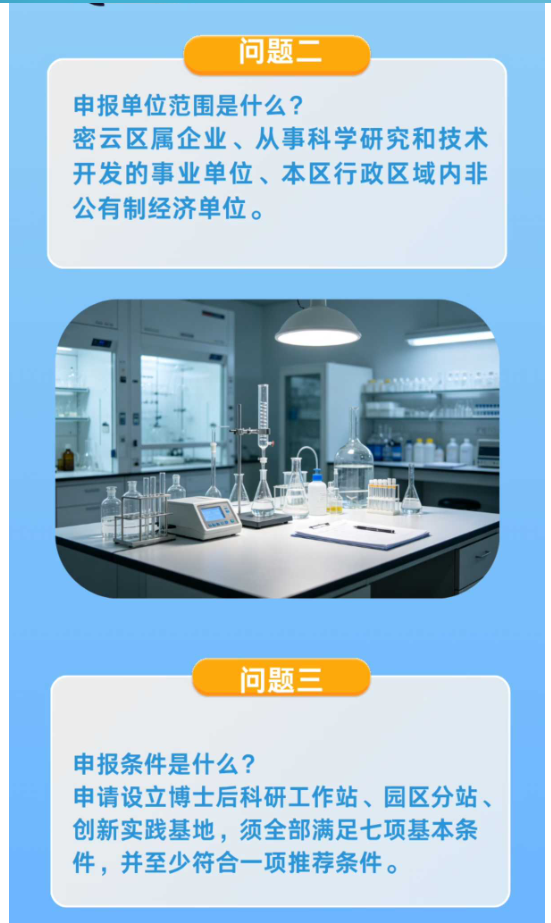 问题二
申报单位范围是什么？
密云区属企业、从事科学研究和技术
开发的事业单位、本区行政区域内非
公有制经济单位。
问题三
申报条件是什么？
申请设立博士后科研工作站、园区分站、
创新实践基地，须全部满足七项基本条
件，并至少符合一项推荐条件。